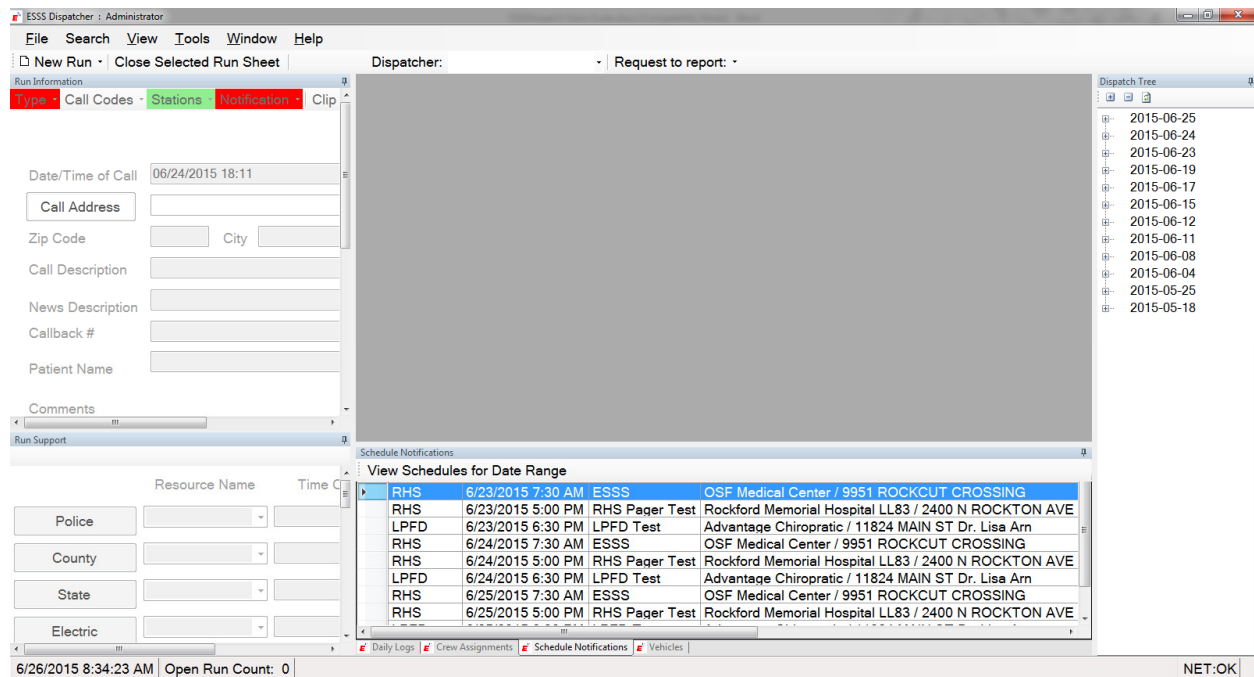 ESSS Dispatcher : Administrator
File Search View Tools Window Help
New Run Close Selected Run Sheet Dispatcher: Request to report:
Run Information
Type Call Codes Stations Notification Clip
Date/Time of Call 06/24/2015 18:11
Call Address
Zip Code City
Call Description
News Description
Callback #
Patient Name
Comments
Run Support
Resource Name Time C
Police
County
State
Electric
Dispatch Tree
2015-06-25
2015-06-24
2015-06-23
2015-06-19
2015-06-17
2015-06-15
2015-06-12
2015-06-11
2015-06-08
2015-06-04
2015-05-25
2015-05-18
Schedule Notifications
View Schedules for Date Range
RHS 6/23/2015 7:30 AM ESSS OSF Medical Center / 9951 ROCKCUT CROSSING
RHS 6/23/2015 5:00 PM RHS Pager Test Rockford Memorial Hospital LL83 / 2400 N ROCKTON AVE
LPFD 6/23/2015 6:30 PM LPFD Test Advantage Chiropratic / 11824 MAIN ST Dr. Lisa Arn
RHS 6/24/2015 7:30 AM ESSS OSF Medical Center / 9951 ROCKCUT CROSSING
RHS 6/24/2015 5:00 PM RHS Pager Test Rockford Memorial Hospital LL83 / 2400 N ROCKTON AVE
LPFD 6/24/2015 6:30 PM LPFD Test Advantage Chiropratic / 11824 MAIN ST Dr. Lisa Arn
RHS 6/25/2015 7:30 AM ESSS OSF Medical Center / 9951 ROCKCUT CROSSING
RHS 6/25/2015 5:00 PM RHS Pager Test Rockford Memorial Hospital LL83 / 2400 N ROCKTON AVE
Daily Logs Crew Assignments Schedule Notifications Vehicles
6/26/2015 8:34:23 AM Open Run Count: 0 NET:OK